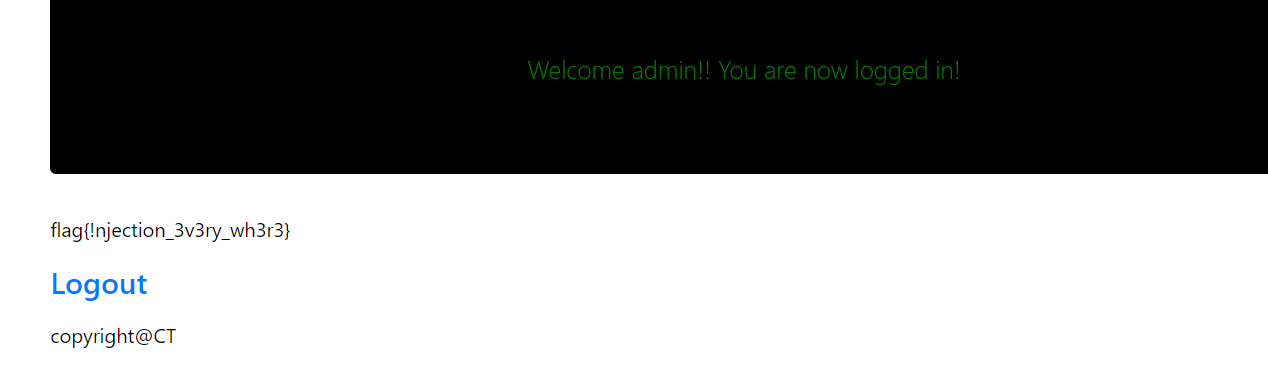 Welcome admin!! You are now logged in!
flag{!njection_3v3ry_wh3r3}
Logout
copyright@CT